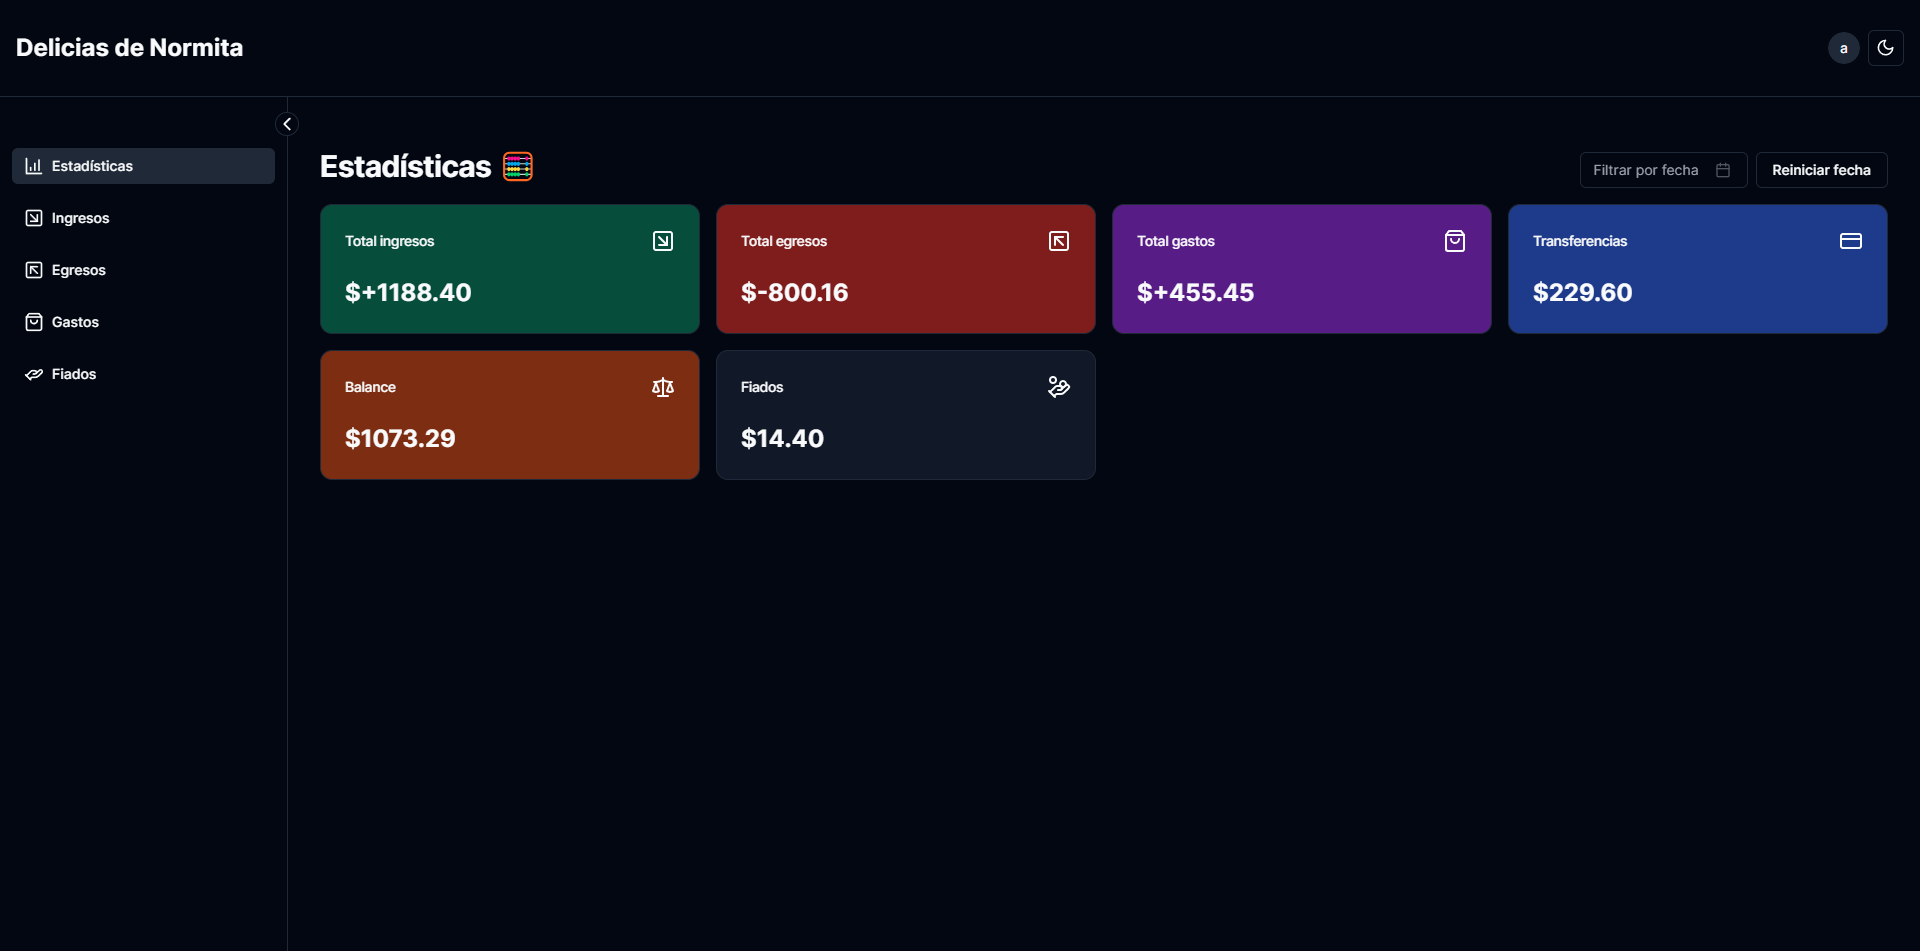 Delicias de Normita
a
Estadísticas
Ingresos
Egresos
Gastos
Fiados
Estadísticas
Filtrar por fecha
Reiniciar fecha
Total ingresos
$+1188.40
Total egresos
$-800.16
Total gastos
$+455.45
Transferencias
$229.60
Balance
$1073.29
Fiados
$14.40